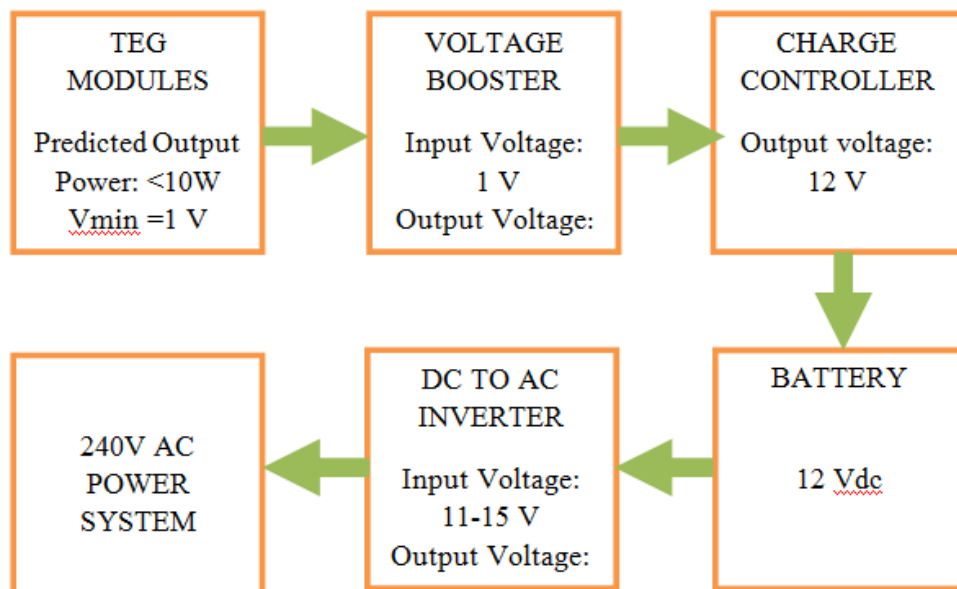 TEG
MODULES
Predicted Output
Power: <10W
Vmin =1 V
VOLTAGE
BOOSTER
Input Voltage:
1 V
Output Voltage:
CHARGE
CONTROLLER
Output voltage:
12 V
BATTERY
12 Vdc
DC TO AC
INVERTER
Input Voltage:
11-15 V
Output Voltage:
240V AC
POWER
SYSTEM